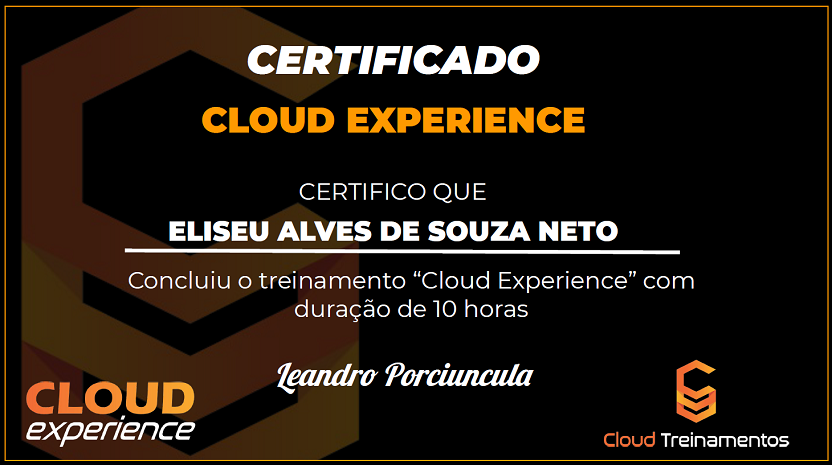 CERTIFICADO
CLOUD EXPERIENCE
CERTIFICO QUE
ELISEU ALVES DE SOUZA NETO
Concluiu o treinamento “Cloud Experience” com
duração de 10 horas
Leandro Porciuncula
CLOUD
experience
Cloud Treinamentos